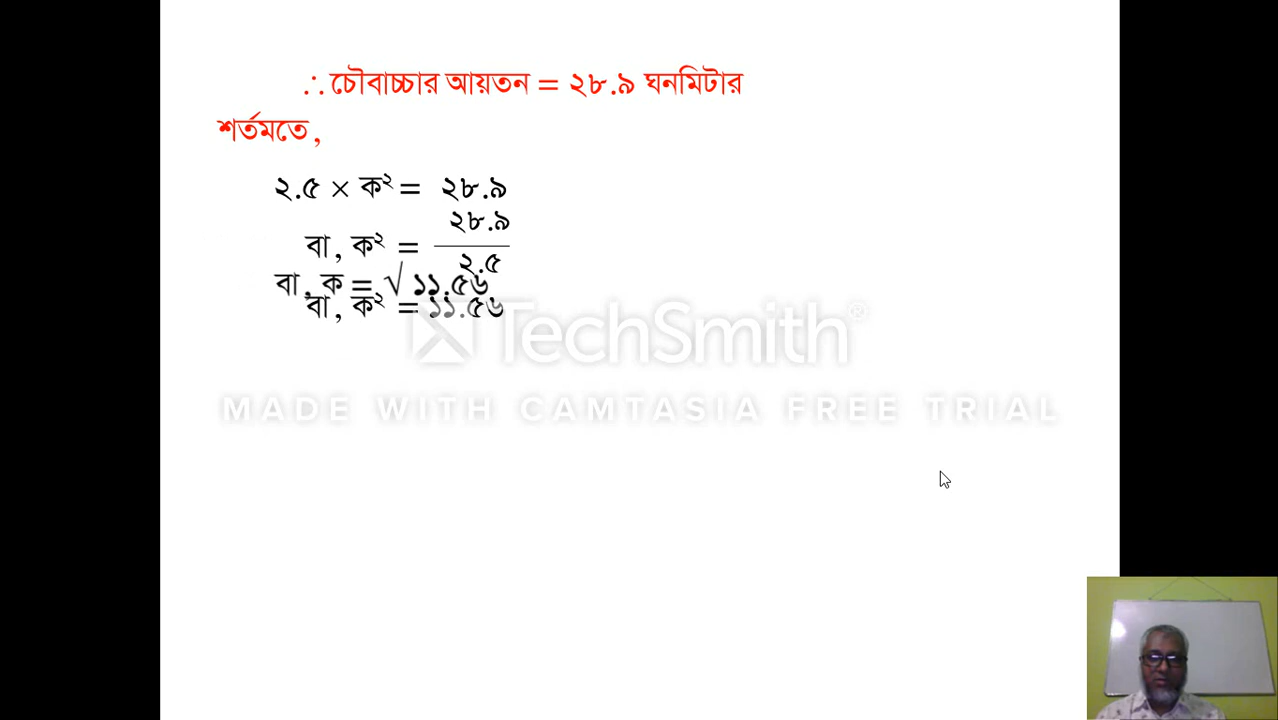 ∴ চৌবাচ্চার আয়তন = ২৮.৯ ঘনমিটার
শর্তমতে,
২.৫ × ক² = ২৮.৯
বা, ক² = ২৮.৯/২.৫
বা, ক = √ ১১.৫৬
বা, ক² = ১১.৫৬
TechSmith®
MADE WITH CAMTASIA FREE TRIAL